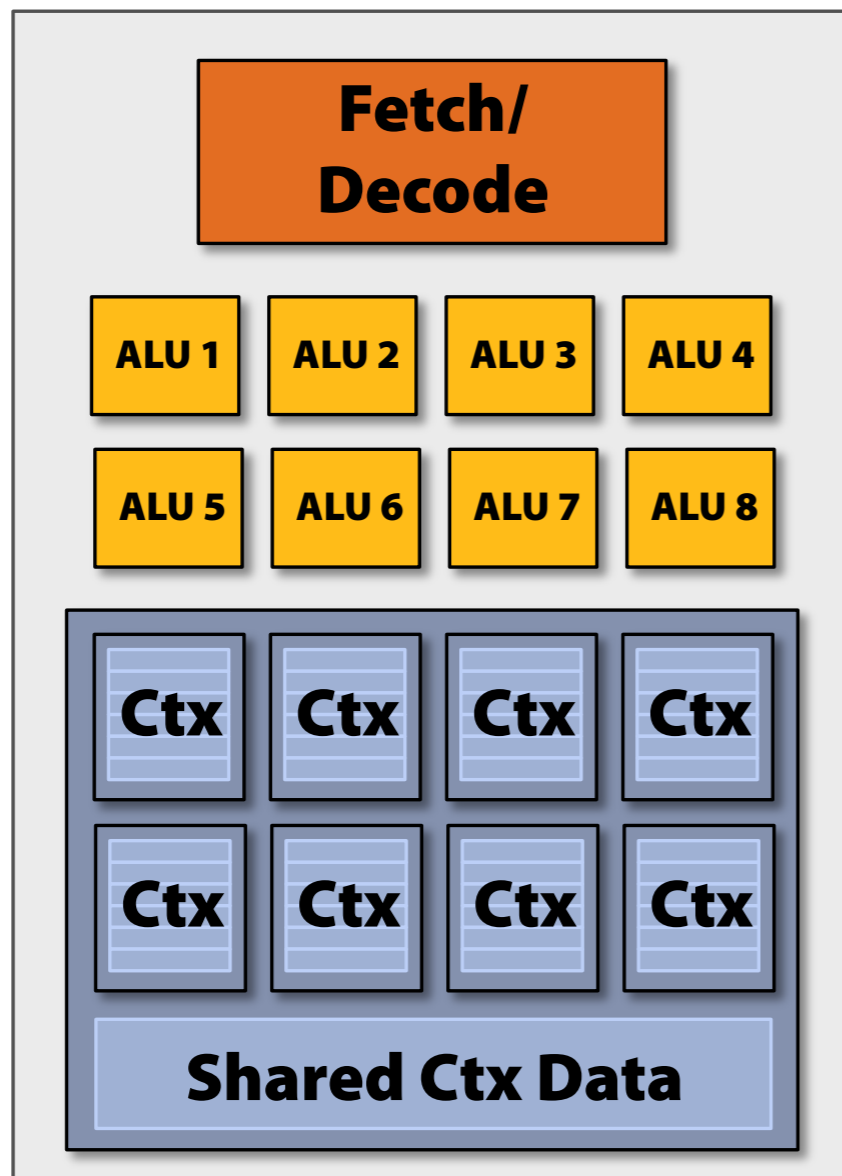 Fetch/
Decode
ALU 1 ALU 2 ALU 3 ALU 4
ALU 5 ALU 6 ALU 7 ALU 8
Ctx Ctx Ctx Ctx
Ctx Ctx Ctx Ctx
Shared Ctx Data